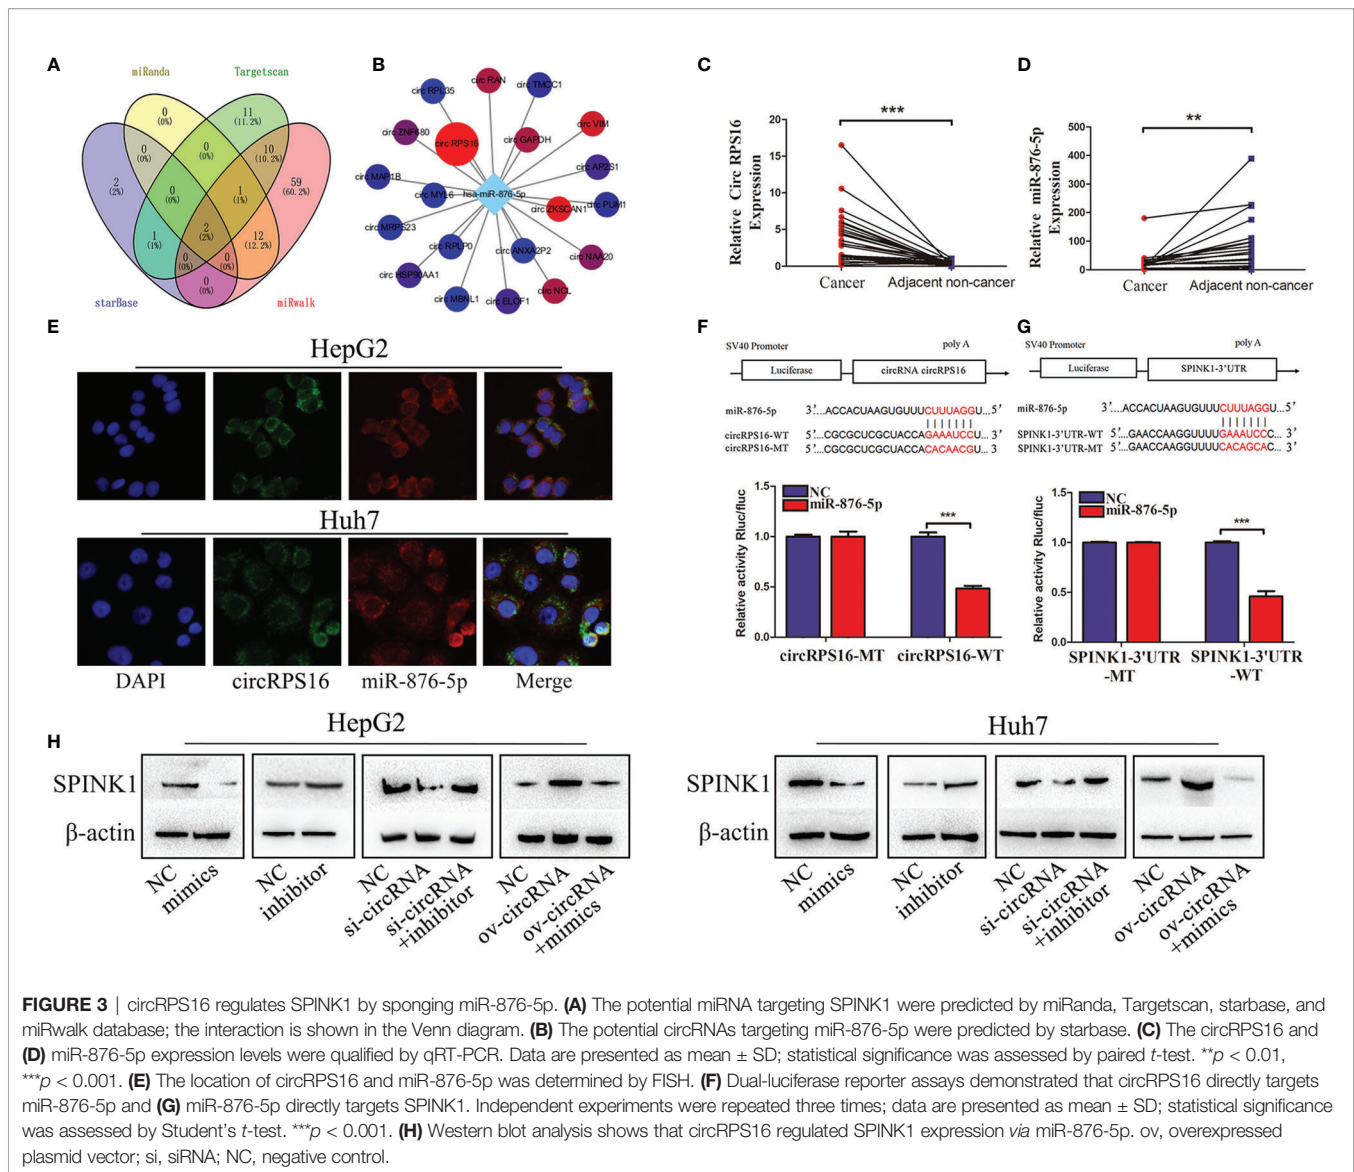 A
miRanda
Targetscan
starBase
miRwalk
0
(0%)
11
(11.2%)
0
(0%)
0
(0%)
10
(10.2%)
2
(2%)
0
(0%)
1
(1%)
59
(60.2%)
1
(1%)
2
(2%)
12
(12.2%)
0
(0%)
0
(0%)
0
(0%)
B
circ RAN
circ RPL35
circ TMCC1
circ ZNF680
circ RPS16
circ GAPDH
circ VIM
circ MAP1B
circ AP2S1
circ MYL6
hsa-miR-876-5p
circ ZKSCAN1
circ PUM1
circ MRPS23
circ RPLP0
circ ANXA2P2
circ HSP90AA1
circ NAA20
circ MBNL1
circ ELOF1
circ NCL
C
Relative Circ RPS16
Expression
20
15
10
5
0
***
Cancer
Adjacent non-cancer
D
Relative miR-876-5p
Expression
500
400
300
200
100
0
**
Cancer
Adjacent non-cancer
E
HepG2
Huh7
DAPI
circRPS16
miR-876-5p
Merge
F
SV40 Promoter
poly A
Luciferase
circRNA circRPS16
miR-876-5p 3'....ACCACUAAGUGUUUCUUUAGGU...5'
circRPS16-WT 5'... CGCGCUCGCUACCAGAAAUCCU... 3'
circRPS16-MT 5'... CGCGCUCGCUACCACACAACGU... 3'
Relative activity Rluc/fluc
1.5
1.0
0.5
0.0
NC
miR-876-5p
***
circRPS16-MT
circRPS16-WT
G
SV40 Promoter
poly A
Luciferase
SPINK1-3'UTR
miR-876-5p 3'....ACCACUAAGUGUUUCUUUAGGU...5'
SPINK1-3'UTR-WT 5'...GAACCAAGGUUUUGAAAUCCC... 3'
SPINK1-3'UTR-MT 5'...GAACCAAGGUUUUCACAGCAC... 3'
Relative activity Rluc/fluc
1.5
1.0
0.5
0.0
NC
miR-876-5p
***
SPINK1-3'UTR
-MT
SPINK1-3'UTR
-WT
H
HepG2
SPINK1
β-actin
NC
mimics
NC
inhibitor
NC
si-circRNA
si-circRNA
+inhibitor
NC
ov-circRNA
ov-circRNA
+mimics
Huh7
SPINK1
β-actin
NC
mimics
NC
inhibitor
NC
si-circRNA
si-circRNA
+inhibitor
NC
ov-circRNA
ov-circRNA
+mimics
FIGURE 3 | circRPS16 regulates SPINK1 by sponging miR-876-5p. (A) The potential miRNA targeting SPINK1 were predicted by miRanda, Targetscan, starbase, and
miRwalk database; the interaction is shown in the Venn diagram. (B) The potential circRNAs targeting miR-876-5p were predicted by starbase. (C) The circRPS16 and
(D) miR-876-5p expression levels were qualified by qRT-PCR. Data are presented as mean ± SD; statistical significance was assessed by paired t-test. **p < 0.01,
***p < 0.001. (E) The location of circRPS16 and miR-876-5p was determined by FISH. (F) Dual-luciferase reporter assays demonstrated that circRPS16 directly targets
miR-876-5p and (G) miR-876-5p directly targets SPINK1. Independent experiments were repeated three times; data are presented as mean ± SD; statistical significance
was assessed by Student's t-test. ***p < 0.001. (H) Western blot analysis shows that circRPS16 regulated SPINK1 expression via miR-876-5p. ov, overexpressed
plasmid vector; si, siRNA; NC, negative control.